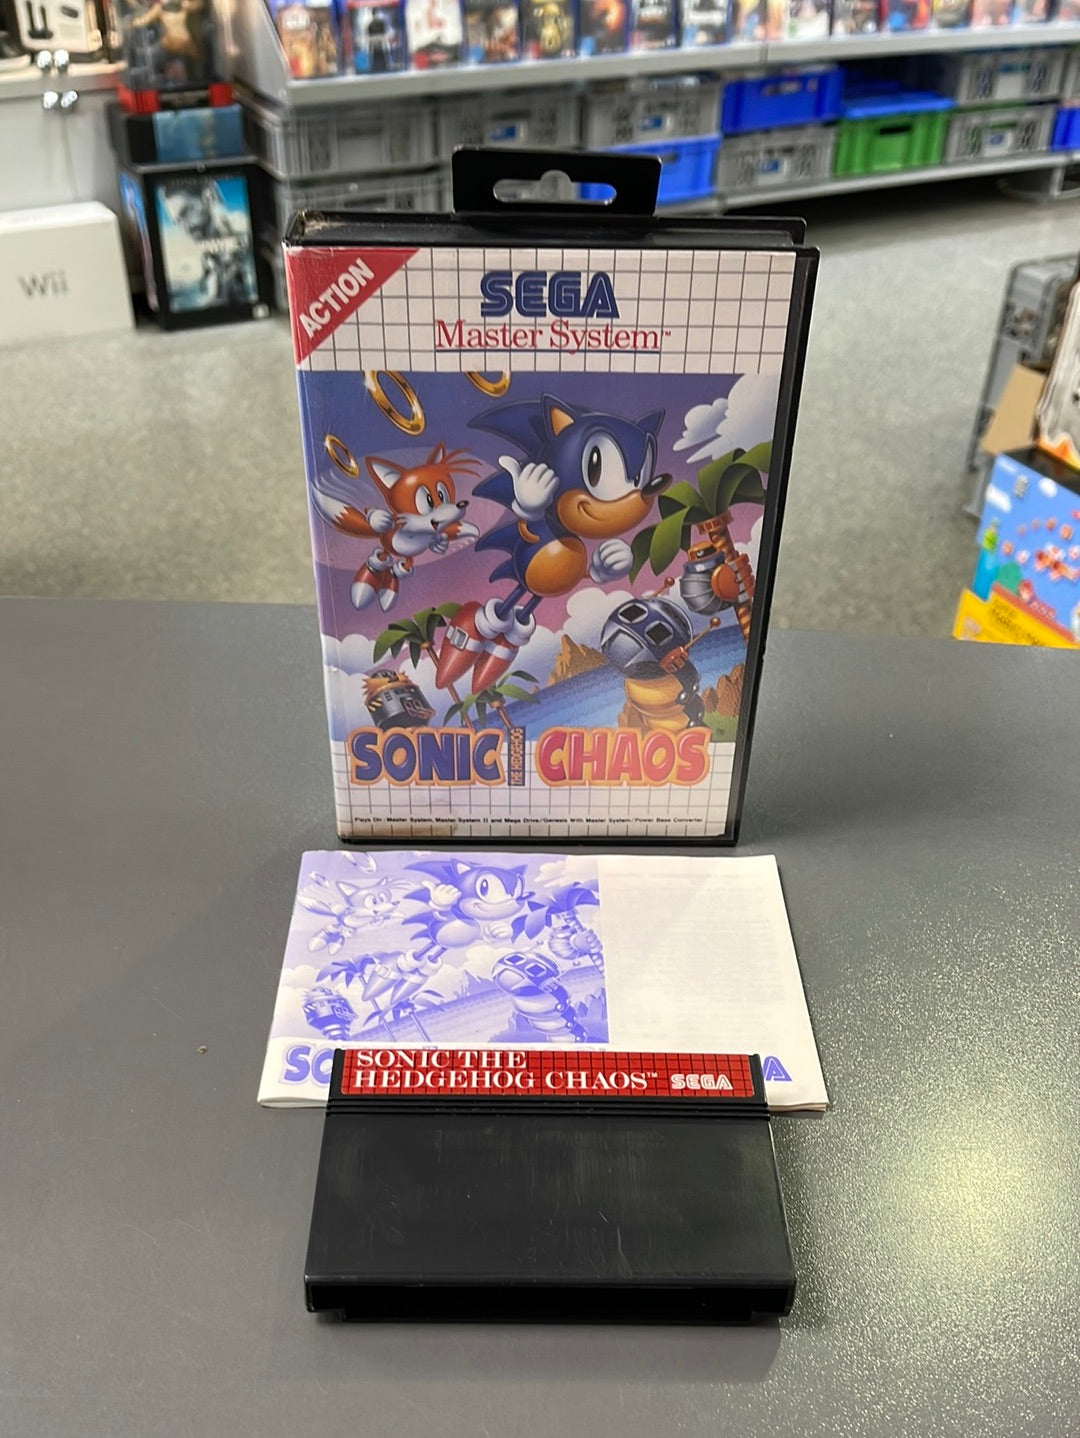 Wii
ACTION
SEGA
Master System™
SONIC THE HEDGEHOG CHAOS
Plays On: Master System, Master System II and Mega Drive/Genesis With Master System/Power Base Converter
SO
A
SONIC THE
HEDGEHOG CHAOS™ SEGA